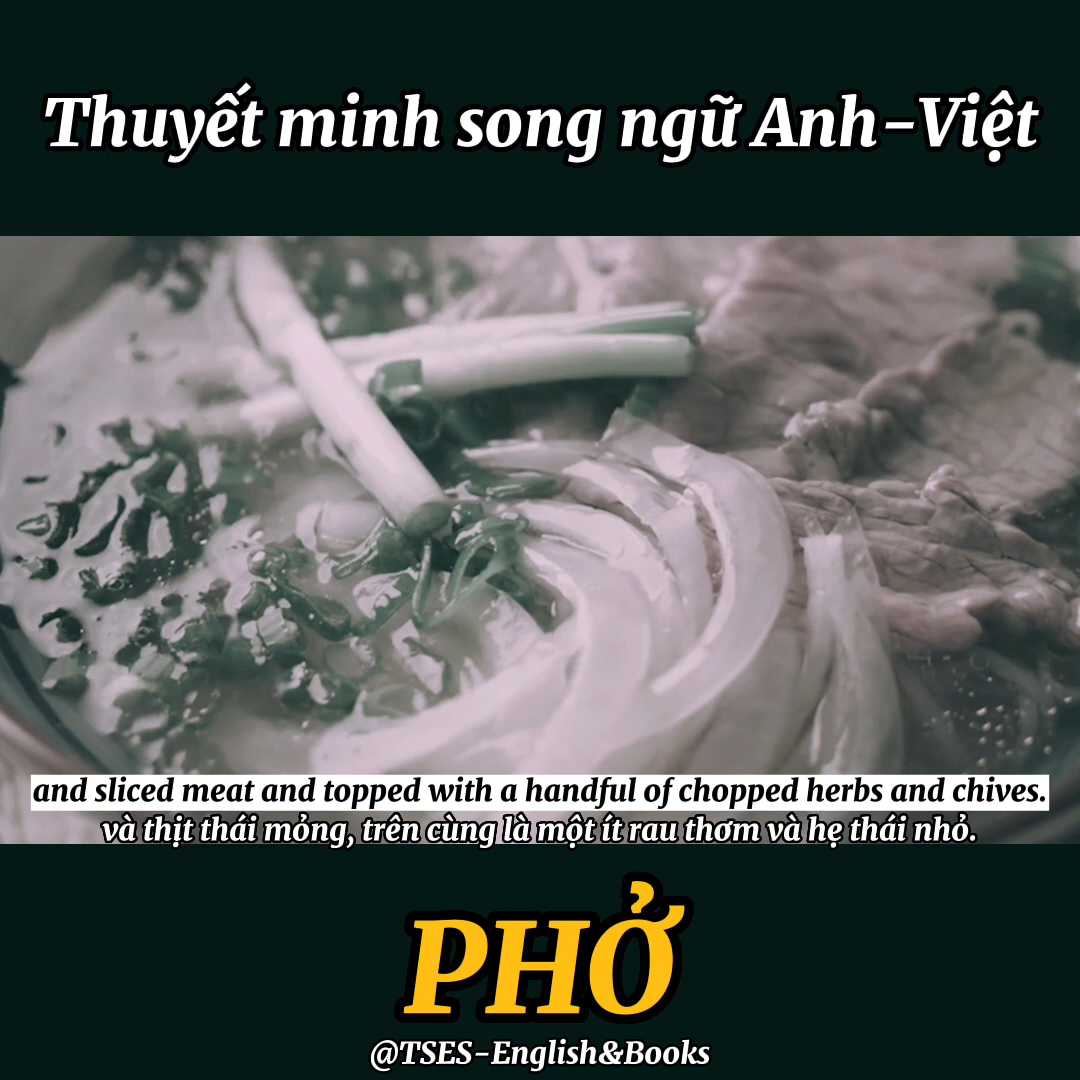 Thuyết minh song ngữ Anh-Việt
and sliced meat and topped with a handful of chopped herbs and chives.
và thịt thái mỏng, trên cùng là một ít rau thơm và hẹ thái nhỏ.
PHỞ
@TSES-English&Books